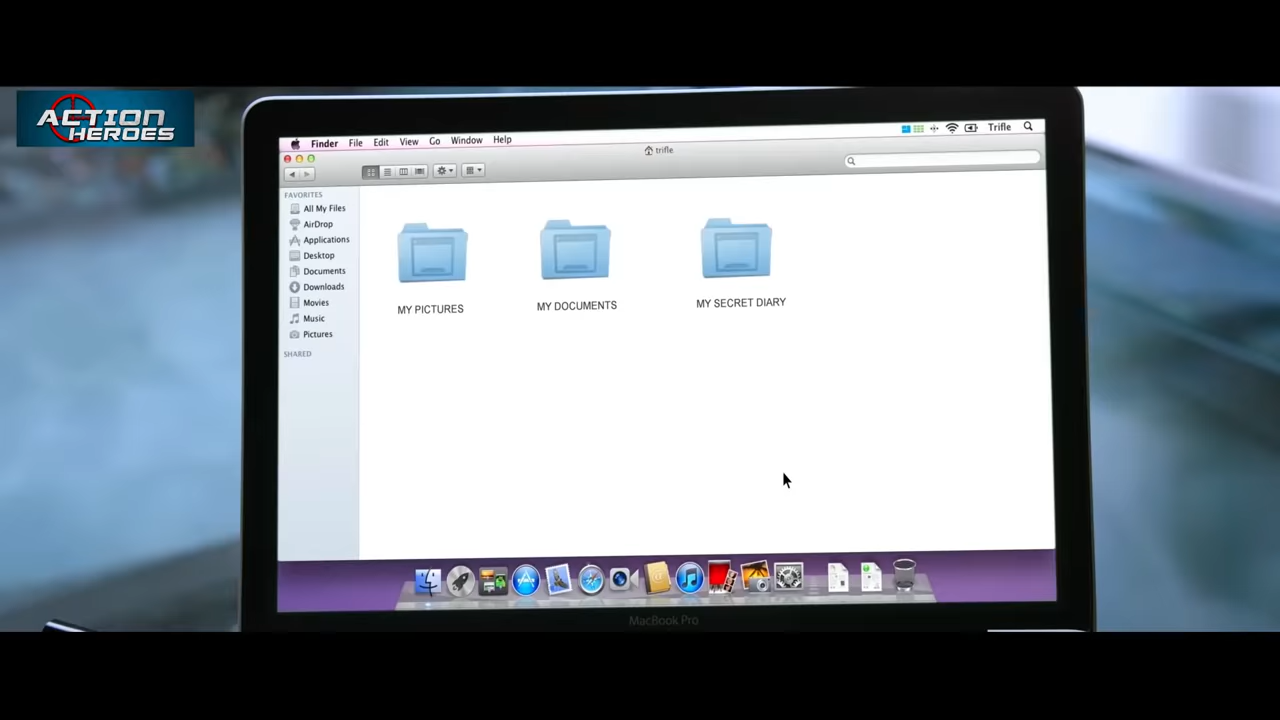 ACTION
HEROES
Finder File Edit View Go Window Help
Trifle
trifle
FAVORITES
All My Files
AirDrop
Applications
Desktop
Documents
Downloads
Movies
Music
Pictures
SHARED
MY PICTURES
MY DOCUMENTS
MY SECRET DIARY
MacBook Pro